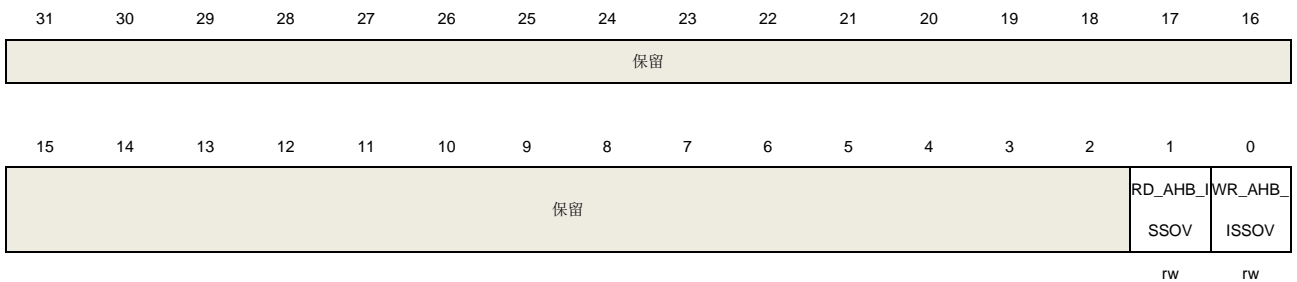 31 30 29 28 27 26 25 24 23 22 21 20 19 18 17 16
保留
15 14 13 12 11 10 9 8 7 6 5 4 3 2 1 0
保留
RD_AHB_I WR_AHB_
SSOV ISSOV
rw rw